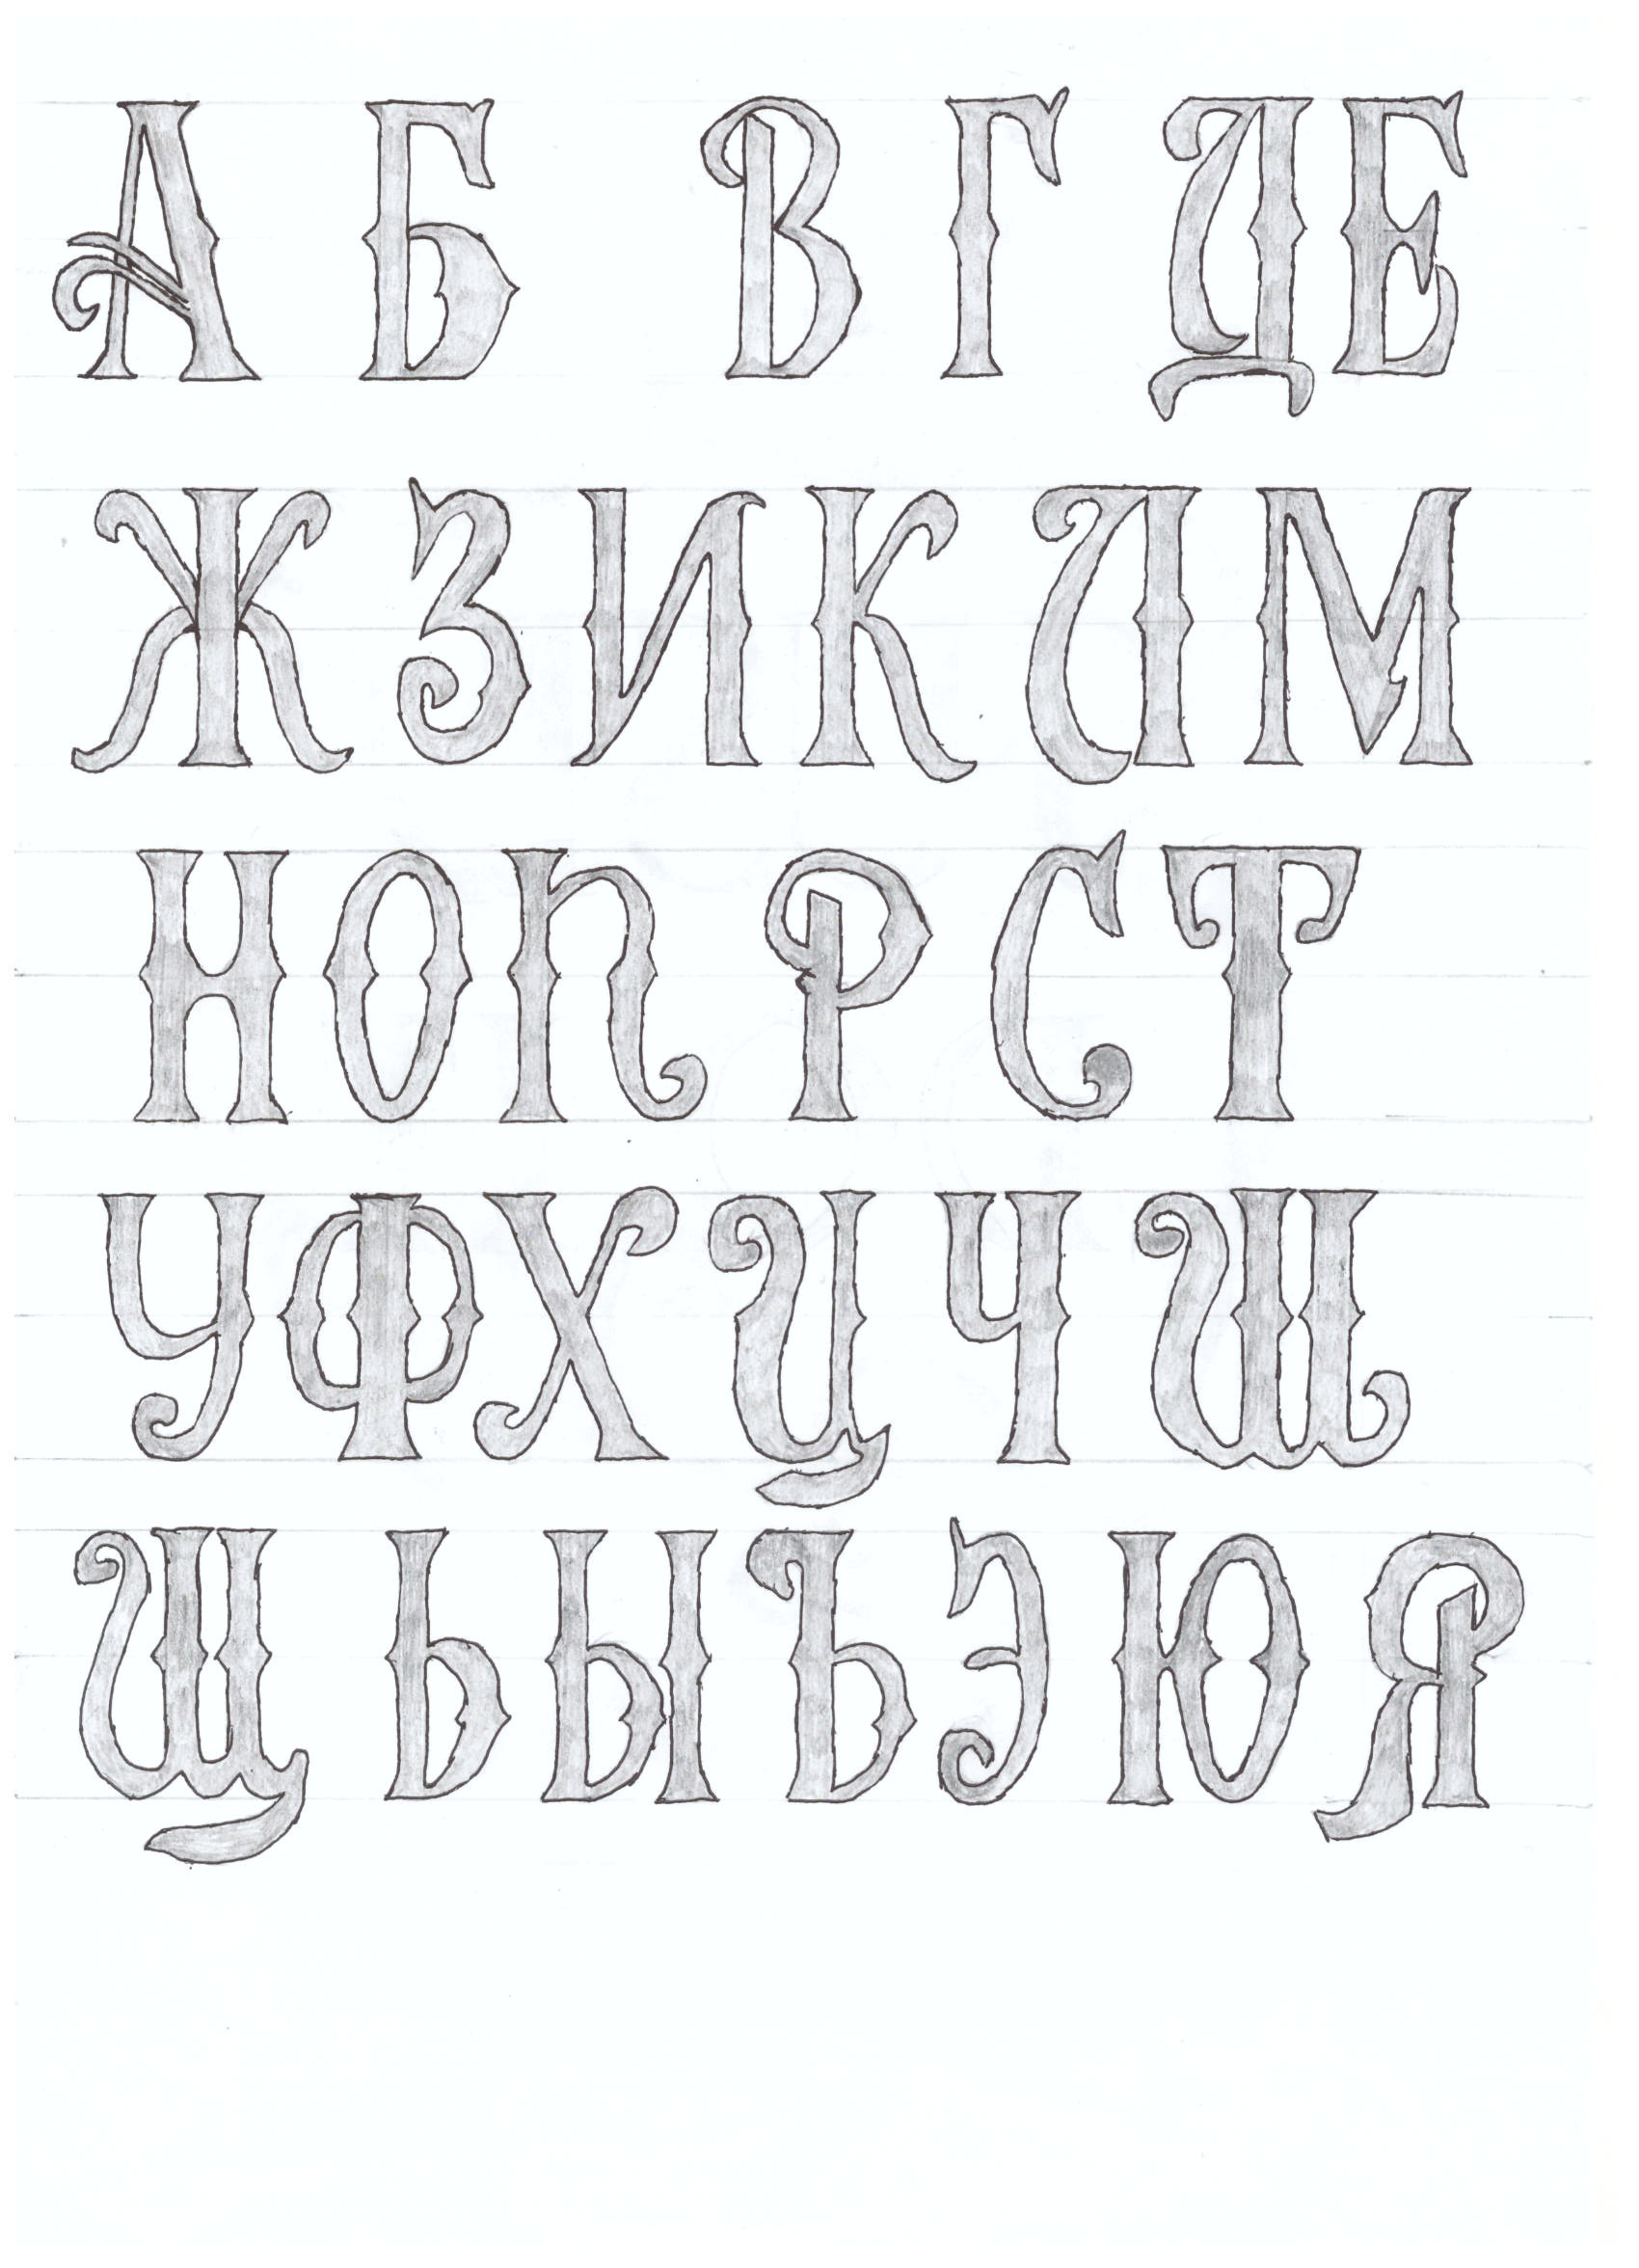 А Б В Г Д Е
Ж З И К Л М
Н О П Р С Т
У Ф Х Ц Ч Ш
Щ Ь Ы Ъ Э Ю Я